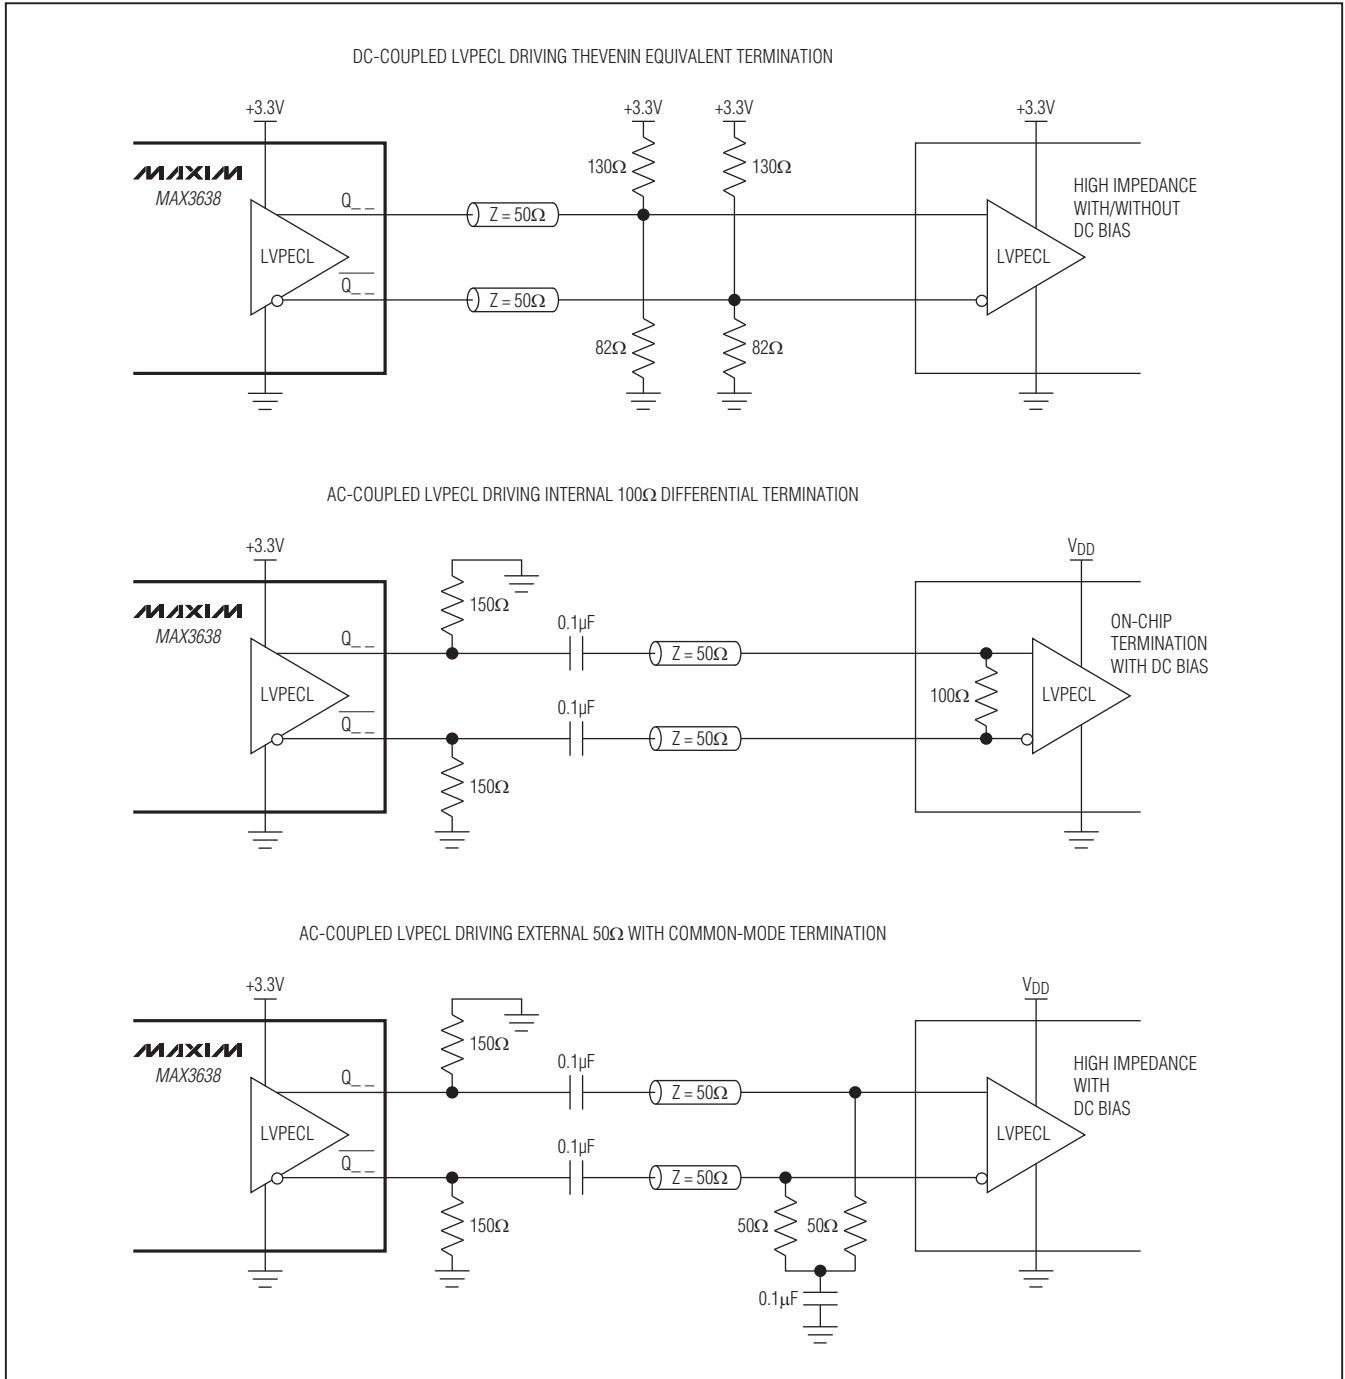 DC-COUPLED LVPECL DRIVING THEVENIN EQUIVALENT TERMINATION
+3.3V +3.3V +3.3V +3.3V
MAXIM
MAX3638
130Ω 130Ω
Q_ _ Z = 50Ω
HIGH IMPEDANCE
WITH/WITHOUT
DC BIAS
LVPECL LVPECL
Q_ _ Z = 50Ω
82Ω 82Ω
AC-COUPLED LVPECL DRIVING INTERNAL 100Ω DIFFERENTIAL TERMINATION
+3.3V VDD
MAXIM
MAX3638
150Ω
0.1µF
Q_ _ Z = 50Ω
ON-CHIP
TERMINATION
WITH DC BIAS
LVPECL 100Ω LVPECL
0.1µF
Q_ _ Z = 50Ω
150Ω
AC-COUPLED LVPECL DRIVING EXTERNAL 50Ω WITH COMMON-MODE TERMINATION
+3.3V VDD
MAXIM
MAX3638
150Ω
0.1µF
Q_ _ Z = 50Ω
HIGH IMPEDANCE
WITH
DC BIAS
LVPECL LVPECL
0.1µF
Q_ _ Z = 50Ω
150Ω 50Ω 50Ω
0.1µF